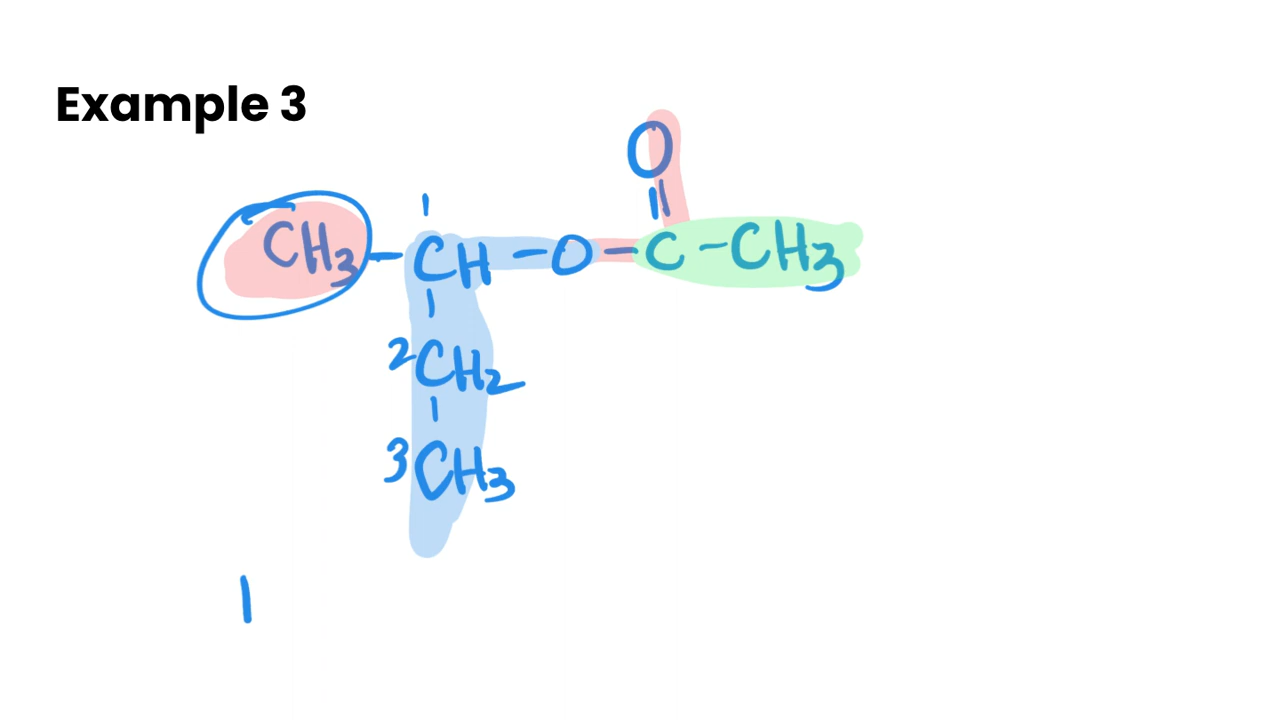 Example 3
O
||
1
CH3 - CH - O - C - CH3
|
2CH2
|
3CH3
1